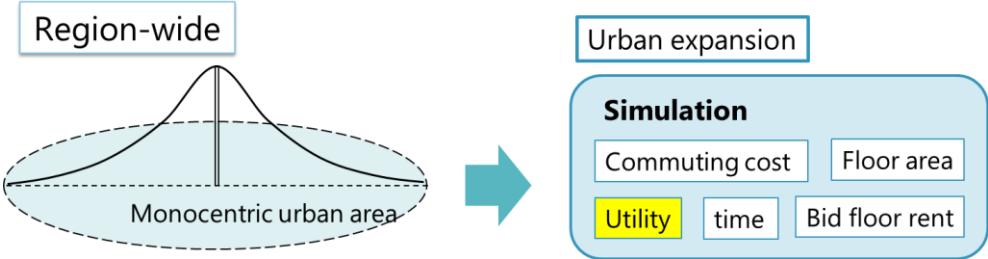 Region-wide
Monocentric urban area
Urban expansion
Simulation
Commuting cost
Floor area
Utility
time
Bid floor rent